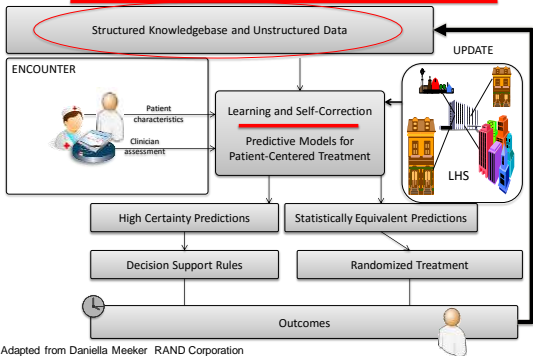 Structured Knowledgebase and Unstructured Data
UPDATE
ENCOUNTER
Patient
characteristics
Clinician
assessment
Learning and Self-Correction
Predictive Models for
Patient-Centered Treatment
LHS
High Certainty Predictions
Statistically Equivalent Predictions
Decision Support Rules
Randomized Treatment
Outcomes
Adapted from Daniella Meeker RAND Corporation